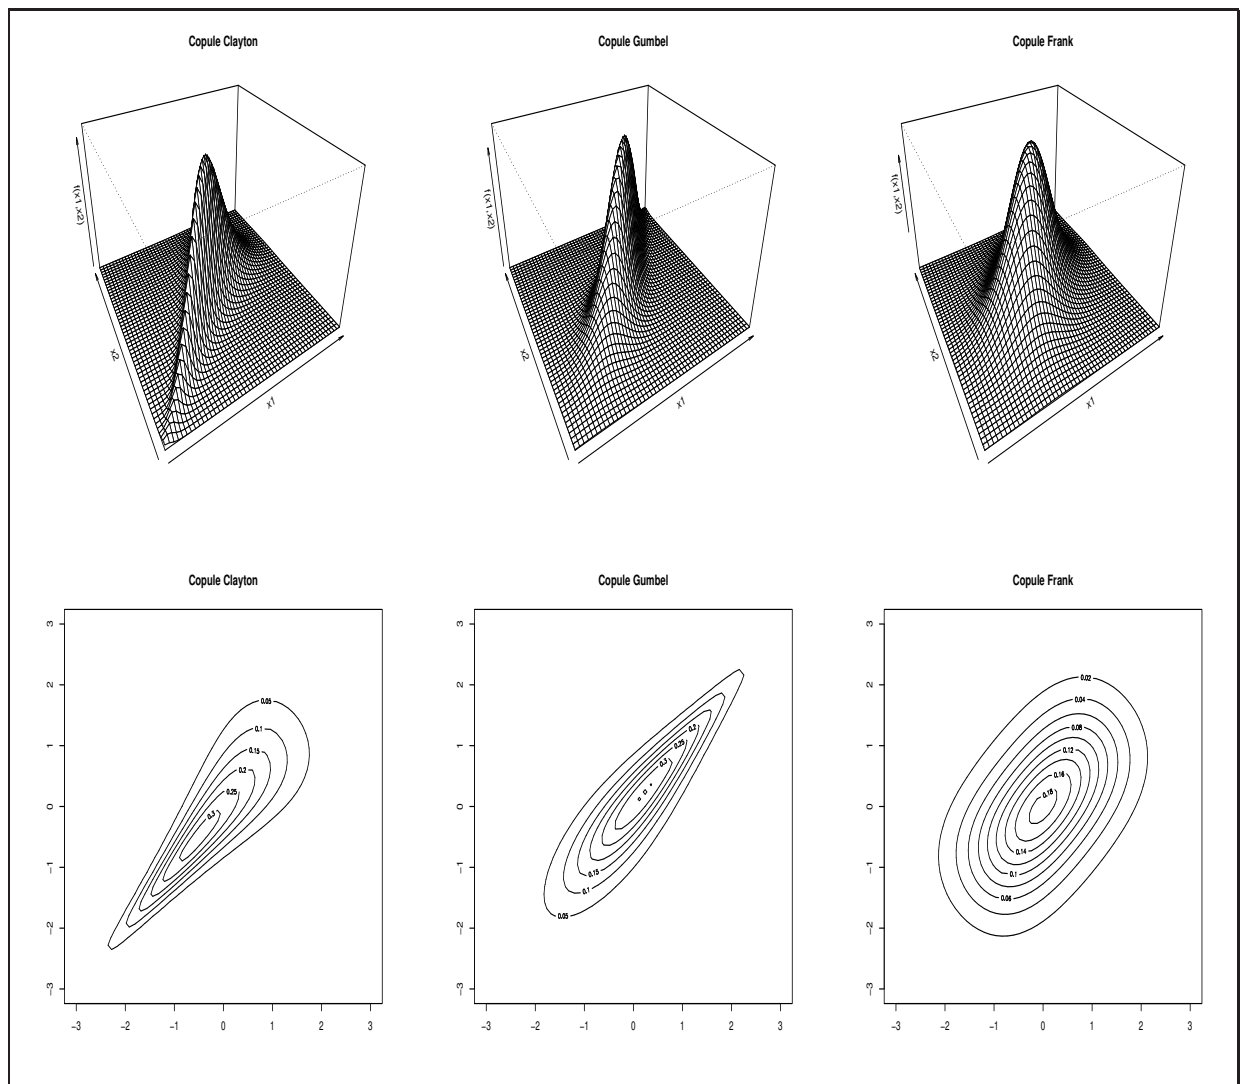 Copule Clayton
Copule Gumbel
Copule Frank
f(x1,x2)
x2
x1
f(x1,x2)
x2
x1
f(x1,x2)
x2
x1
Copule Clayton
3
2
1
0
−1
−2
−3
0.05
0.1
0.15
0.2
0.25
0.3
−3 −2 −1 0 1 2 3
Copule Gumbel
3
2
1
0
−1
−2
−3
0.2
0.25
0.3
0.15
0.1
0.05
−3 −2 −1 0 1 2 3
Copule Frank
3
2
1
0
−1
−2
−3
0.02
0.04
0.08
0.12
0.16
0.18
0.14
0.1
0.06
−3 −2 −1 0 1 2 3